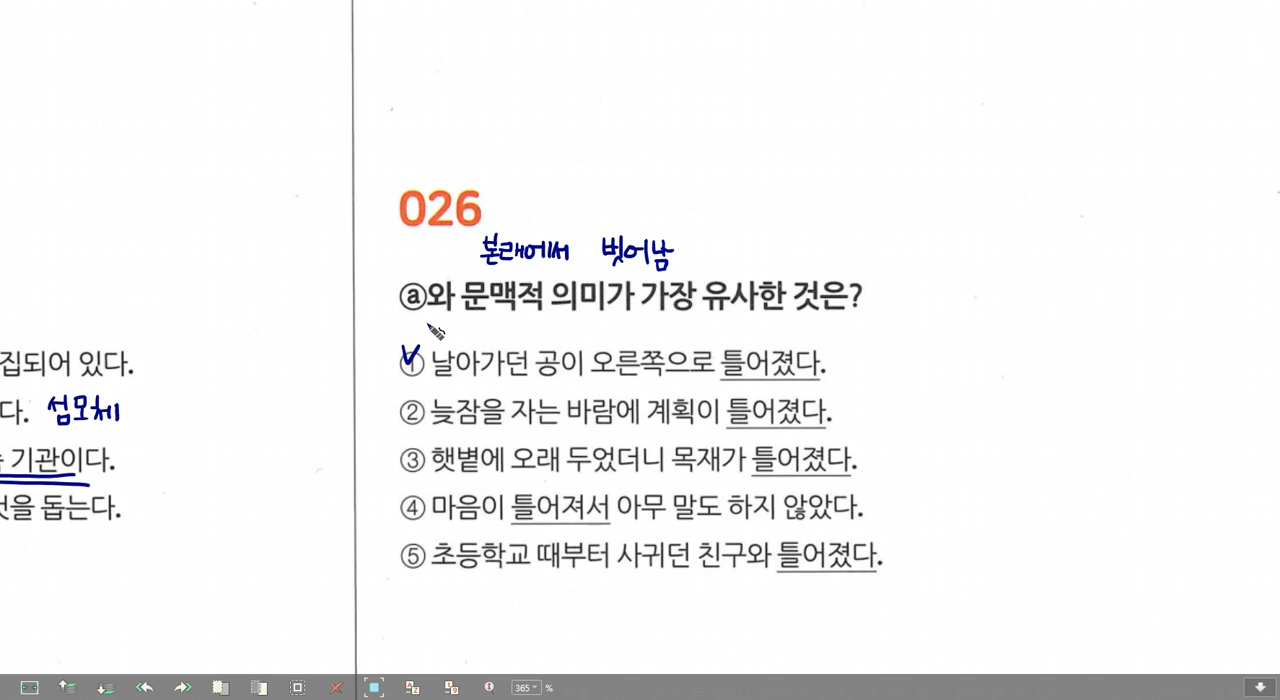 026
본래에서 벗어남
ⓐ와 문맥적 의미가 가장 유사한 것은?
① 날아가던 공이 오른쪽으로 틀어졌다.
② 늦잠을 자는 바람에 계획이 틀어졌다.
③ 햇볕에 오래 두었더니 목재가 틀어졌다.
④ 마음이 틀어져서 아무 말도 하지 않았다.
⑤ 초등학교 때부터 사귀던 친구와 틀어졌다.
집되어 있다.
다. 섬모체
기관이다.
것을 돕는다.
365 %